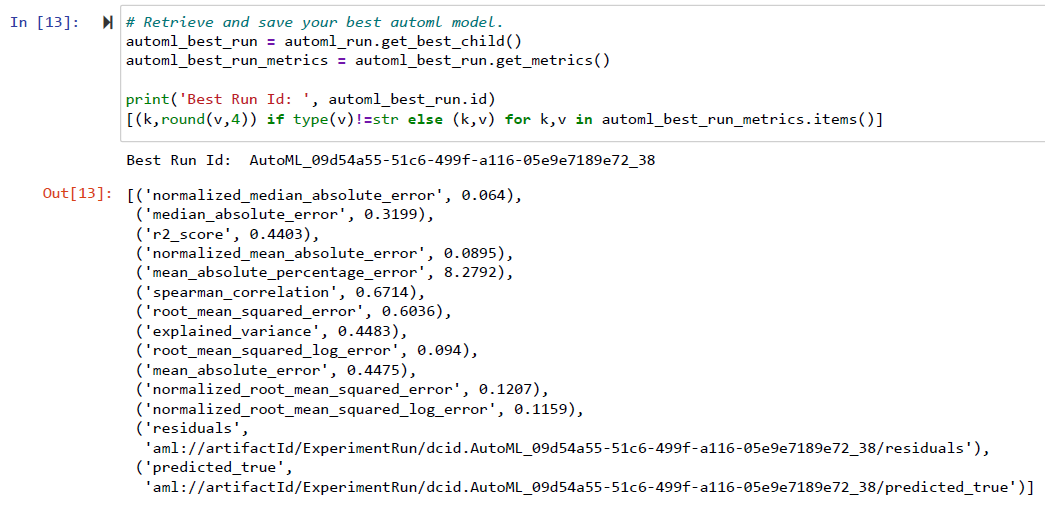 In [13]:
# Retrieve and save your best automl model.
automl_best_run = automl_run.get_best_child()
automl_best_run_metrics = automl_best_run.get_metrics()
print('Best Run Id: ', automl_best_run.id)
[(k,round(v,4)) if type(v)!=str else (k,v) for k,v in automl_best_run_metrics.items()]
Best Run Id:  AutoML_09d54a55-51c6-499f-a116-05e9e7189e72_38
Out[13]: [('normalized_median_absolute_error', 0.064),
('median_absolute_error', 0.3199),
('r2_score', 0.4403),
('normalized_mean_absolute_error', 0.0895),
('mean_absolute_percentage_error', 8.2792),
('spearman_correlation', 0.6714),
('root_mean_squared_error', 0.6036),
('explained_variance', 0.4483),
('root_mean_squared_log_error', 0.094),
('mean_absolute_error', 0.4475),
('normalized_root_mean_squared_error', 0.1207),
('normalized_root_mean_squared_log_error', 0.1159),
('residuals',
'aml://artifactId/ExperimentRun/dcid.AutoML_09d54a55-51c6-499f-a116-05e9e7189e72_38/residuals'),
('predicted_true',
'aml://artifactId/ExperimentRun/dcid.AutoML_09d54a55-51c6-499f-a116-05e9e7189e72_38/predicted_true')]